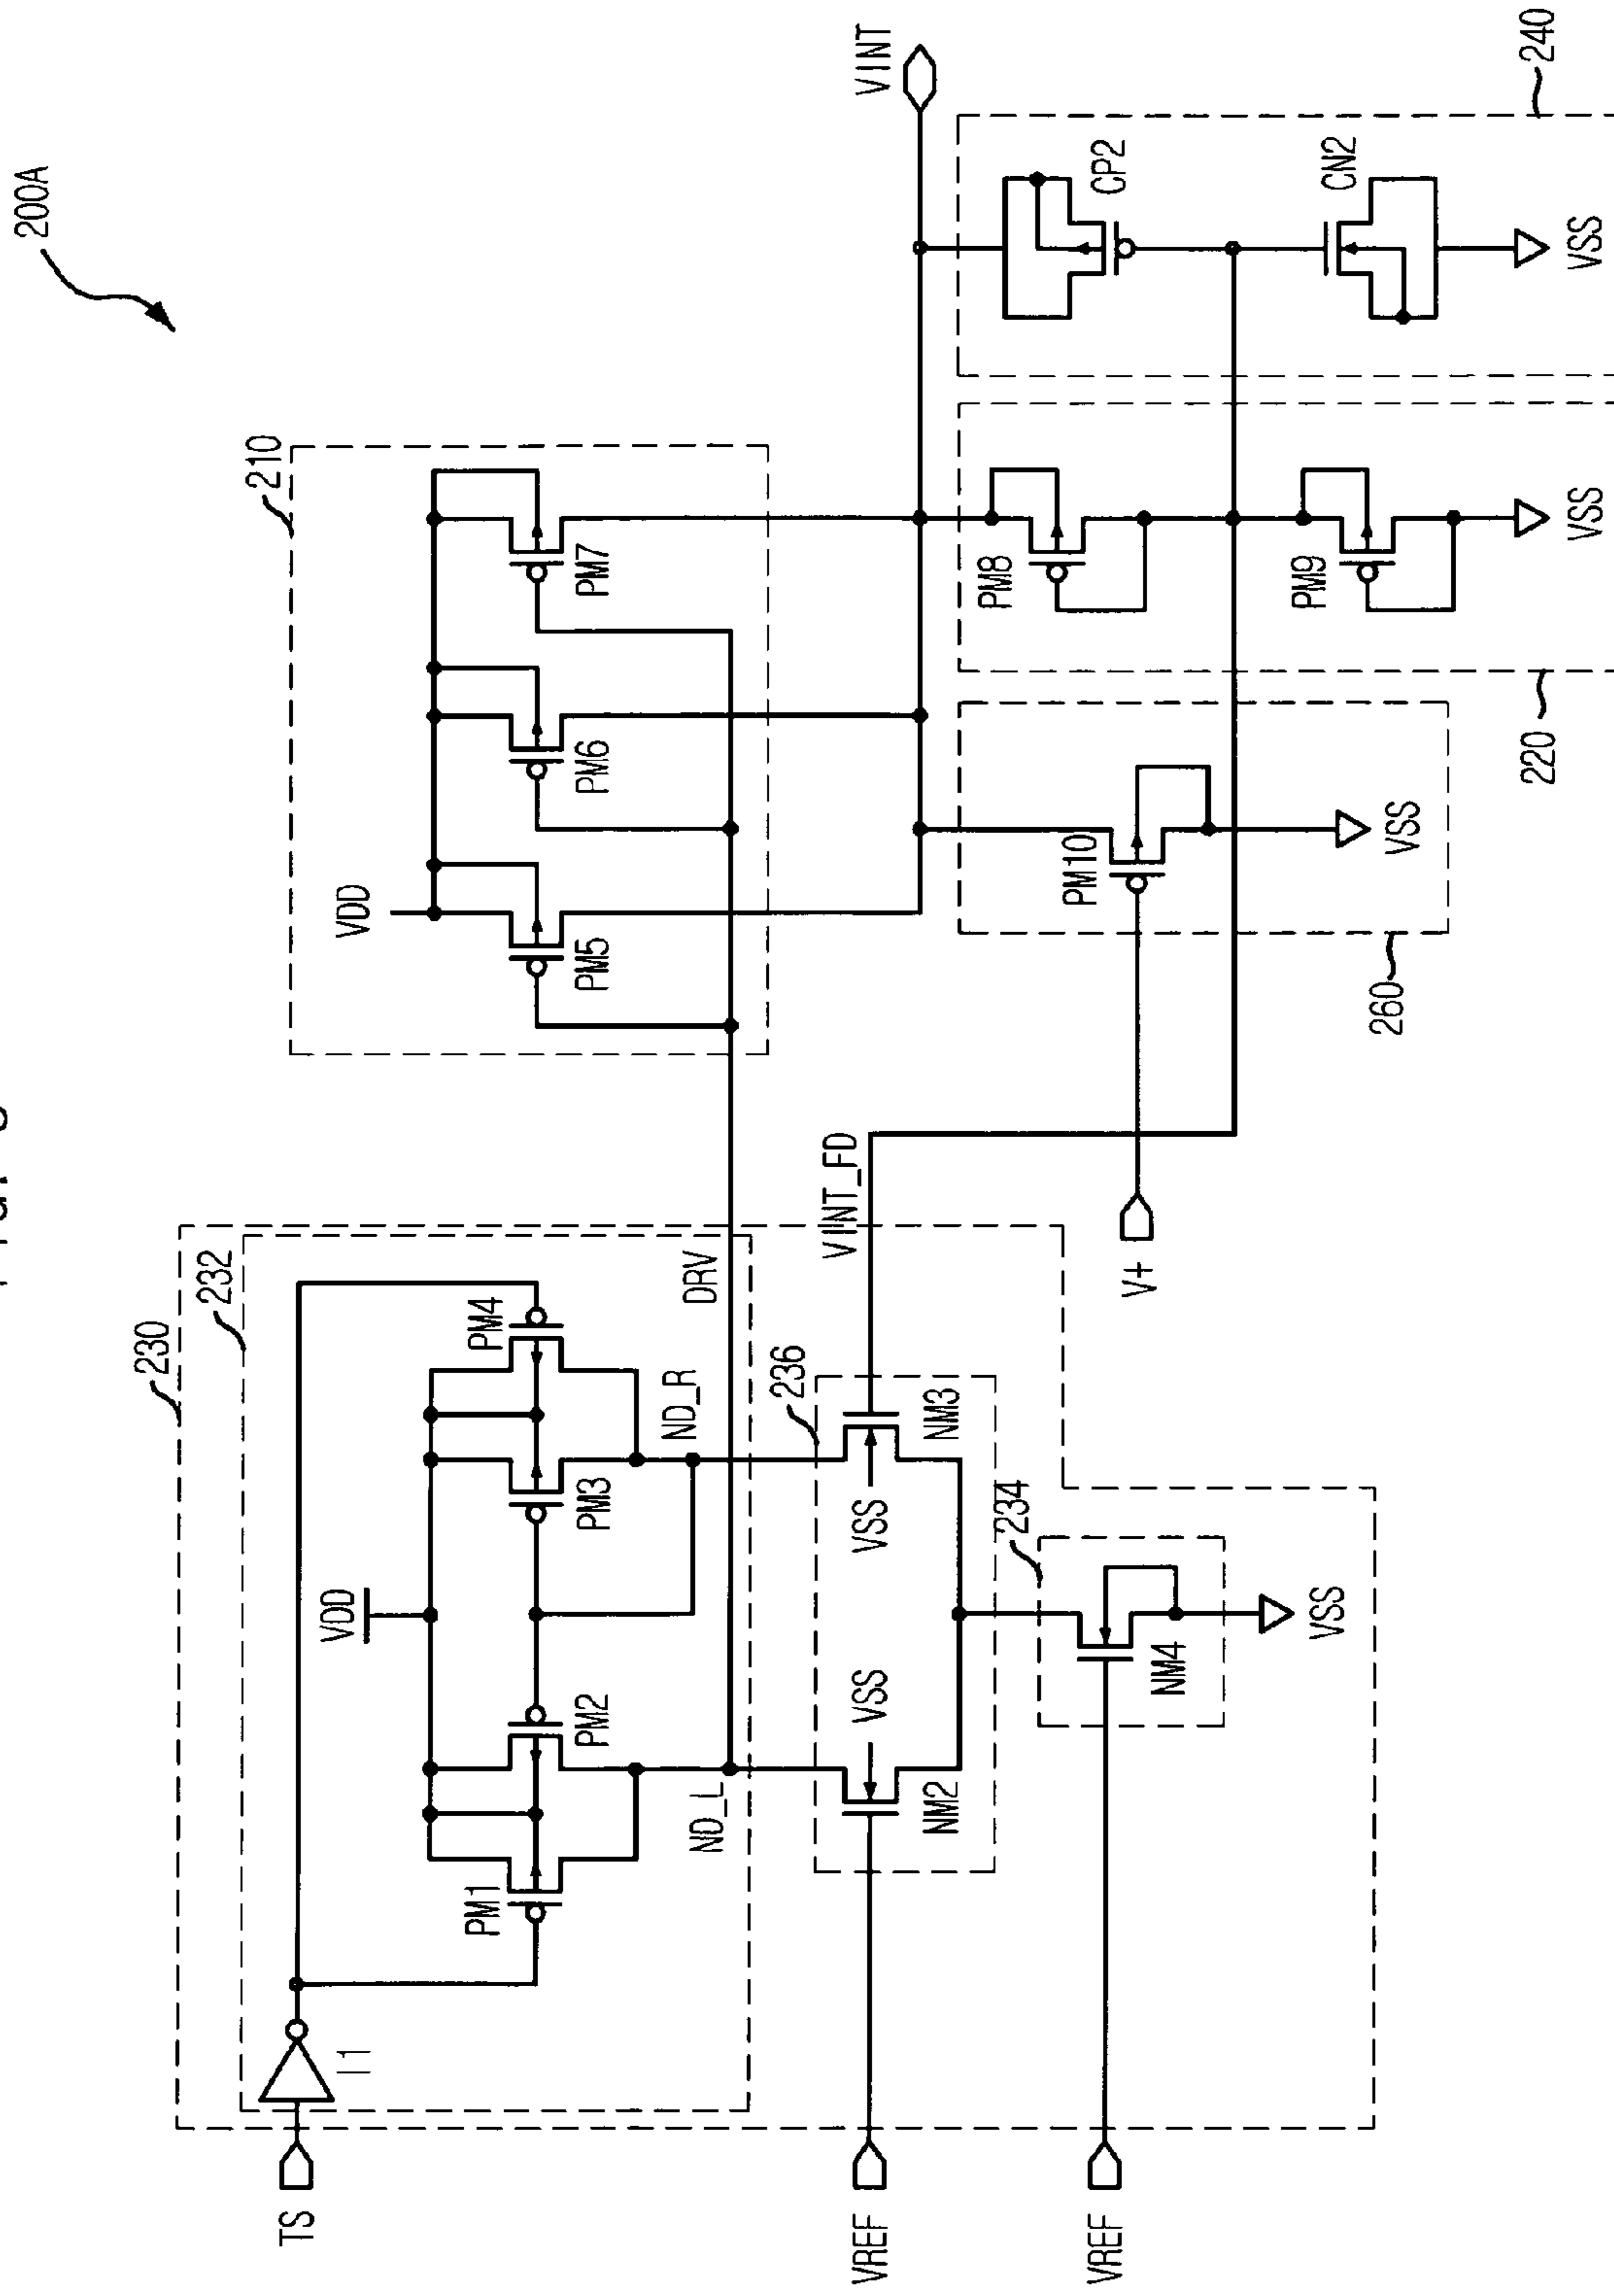 200A
230
232
210
TS
VDD
VDD
I1
PM1
PM4
PM2
PM3
PM5
PM6
PM7
ND_R
DRV
ND_L
236
VINT_FD
VINT
VREF
VSS
VSS
NM2
NM3
PM8
234
PM10
CP2
VREF
V+
NM4
PM9
VSS
CN2
260
VSS
220
240
VSS
VSS